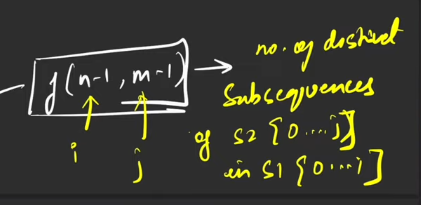 f(n-1, m-1) → no. of distinct
subsequences
i j of S2 [0...j]
in S1 [0...i]